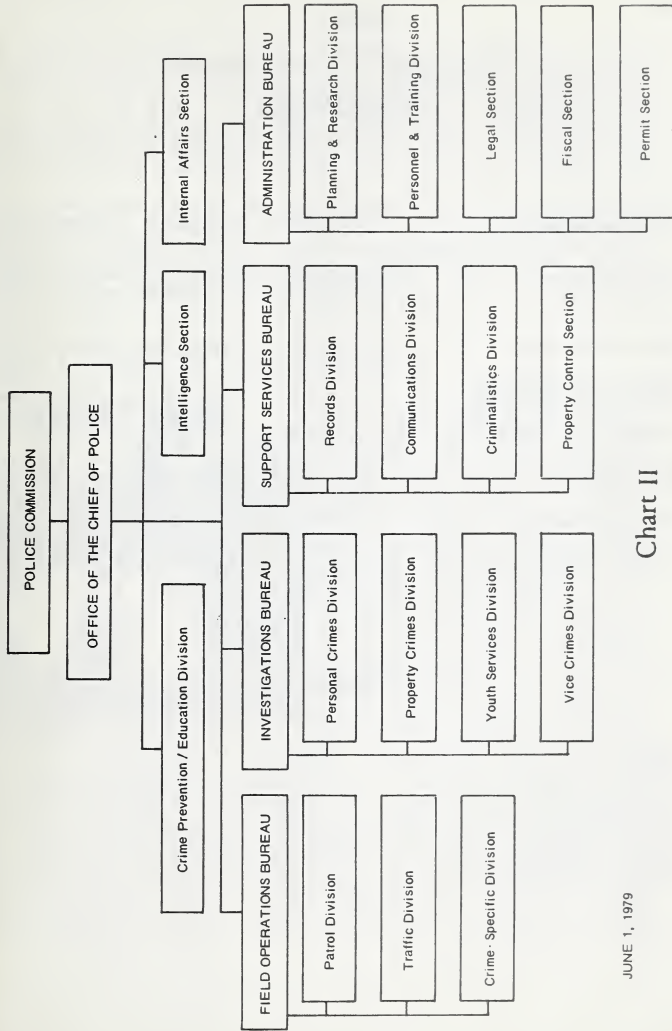 POLICE COMMISSION
OFFICE OF THE CHIEF OF POLICE
Crime Prevention / Education Division
Intelligence Section
Internal Affairs Section
FIELD OPERATIONS BUREAU
Patrol Division
Traffic Division
Crime - Specific Division
INVESTIGATIONS BUREAU
Personal Crimes Division
Property Crimes Division
Youth Services Division
Vice Crimes Division
SUPPORT SERVICES BUREAU
Records Division
Communications Division
Criminalistics Division
Property Control Section
ADMINISTRATION BUREAU
Planning & Research Division
Personnel & Training Division
Legal Section
Fiscal Section
Permit Section
JUNE 1, 1979
Chart II